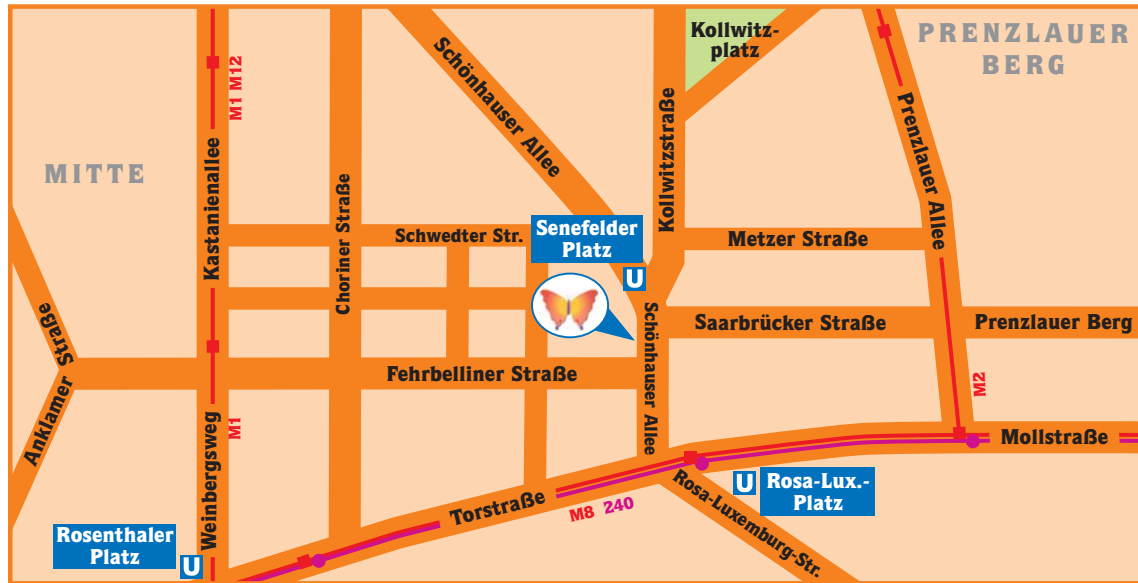 Kollwitz-
platz
PRENZLAUER
BERG
MITTE
M1 M12
Schönhauser Allee
Kollwitzstraße
Prenzlauer Allee
Kastanienallee
Choriner Straße
Schwedter Str.
Senefelder
Platz
U
Metzer Straße
Saarbrücker Straße
Prenzlauer Berg
Schönhauser Allee
Anklamer Straße
Fehrbelliner Straße
M2
M1
Weinbergsweg
Mollstraße
Torstraße
M8 240
Rosa-Luxemburg-Str.
U
Rosa-Lux.-
Platz
Rosenthaler
Platz
U